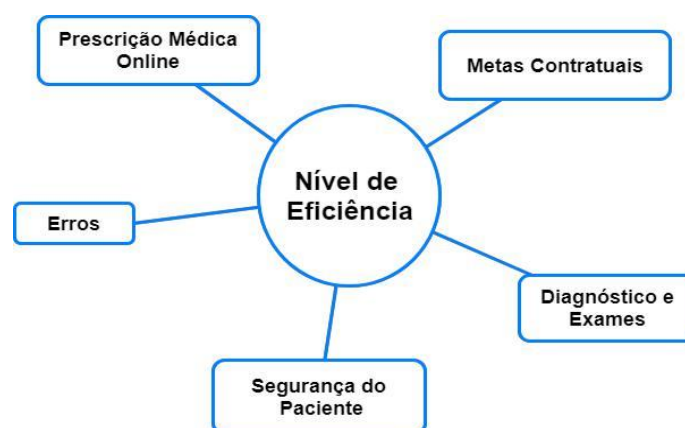 Prescrição Médica
Online
Metas Contratuais
Nível de
Eficiência
Erros
Diagnóstico e
Exames
Segurança do
Paciente